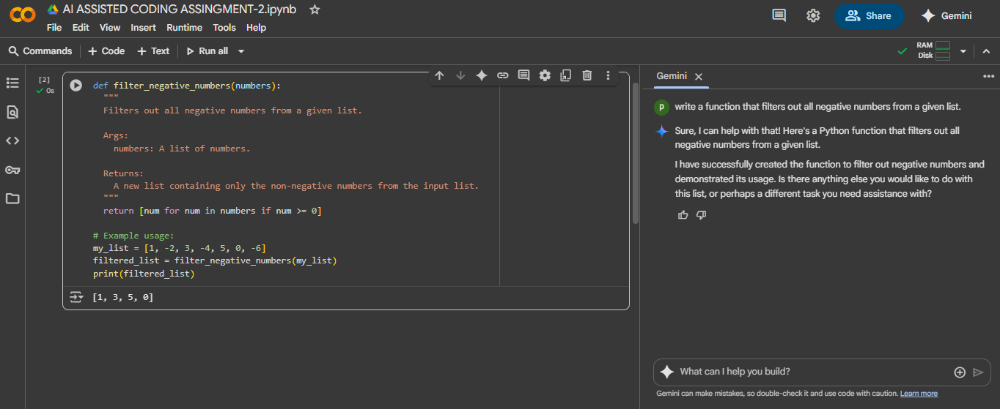 AI ASSISTED CODING ASSINGMENT-2.ipynb
File Edit View Insert Runtime Tools Help
Share
Gemini
Commands + Code + Text Run all
RAM
Disk
[2]
0s
def filter_negative_numbers(numbers):
"""
Filters out all negative numbers from a given list.
Args:
numbers: A list of numbers.
Returns:
A new list containing only the non-negative numbers from the input list.
"""
return [num for num in numbers if num >= 0]
# Example usage:
my_list = [1, -2, 3, -4, 5, 0, -6]
filtered_list = filter_negative_numbers(my_list)
print(filtered_list)
[1, 3, 5, 0]
Gemini
p
write a function that filters out all negative numbers from a given list.
Sure, I can help with that! Here's a Python function that filters out all
negative numbers from a given list.
I have successfully created the function to filter out negative numbers and
demonstrated its usage. Is there anything else you would like to do with
this list, or perhaps a different task you need assistance with?
What can I help you build?
Gemini can make mistakes, so double-check it and use code with caution. Learn more